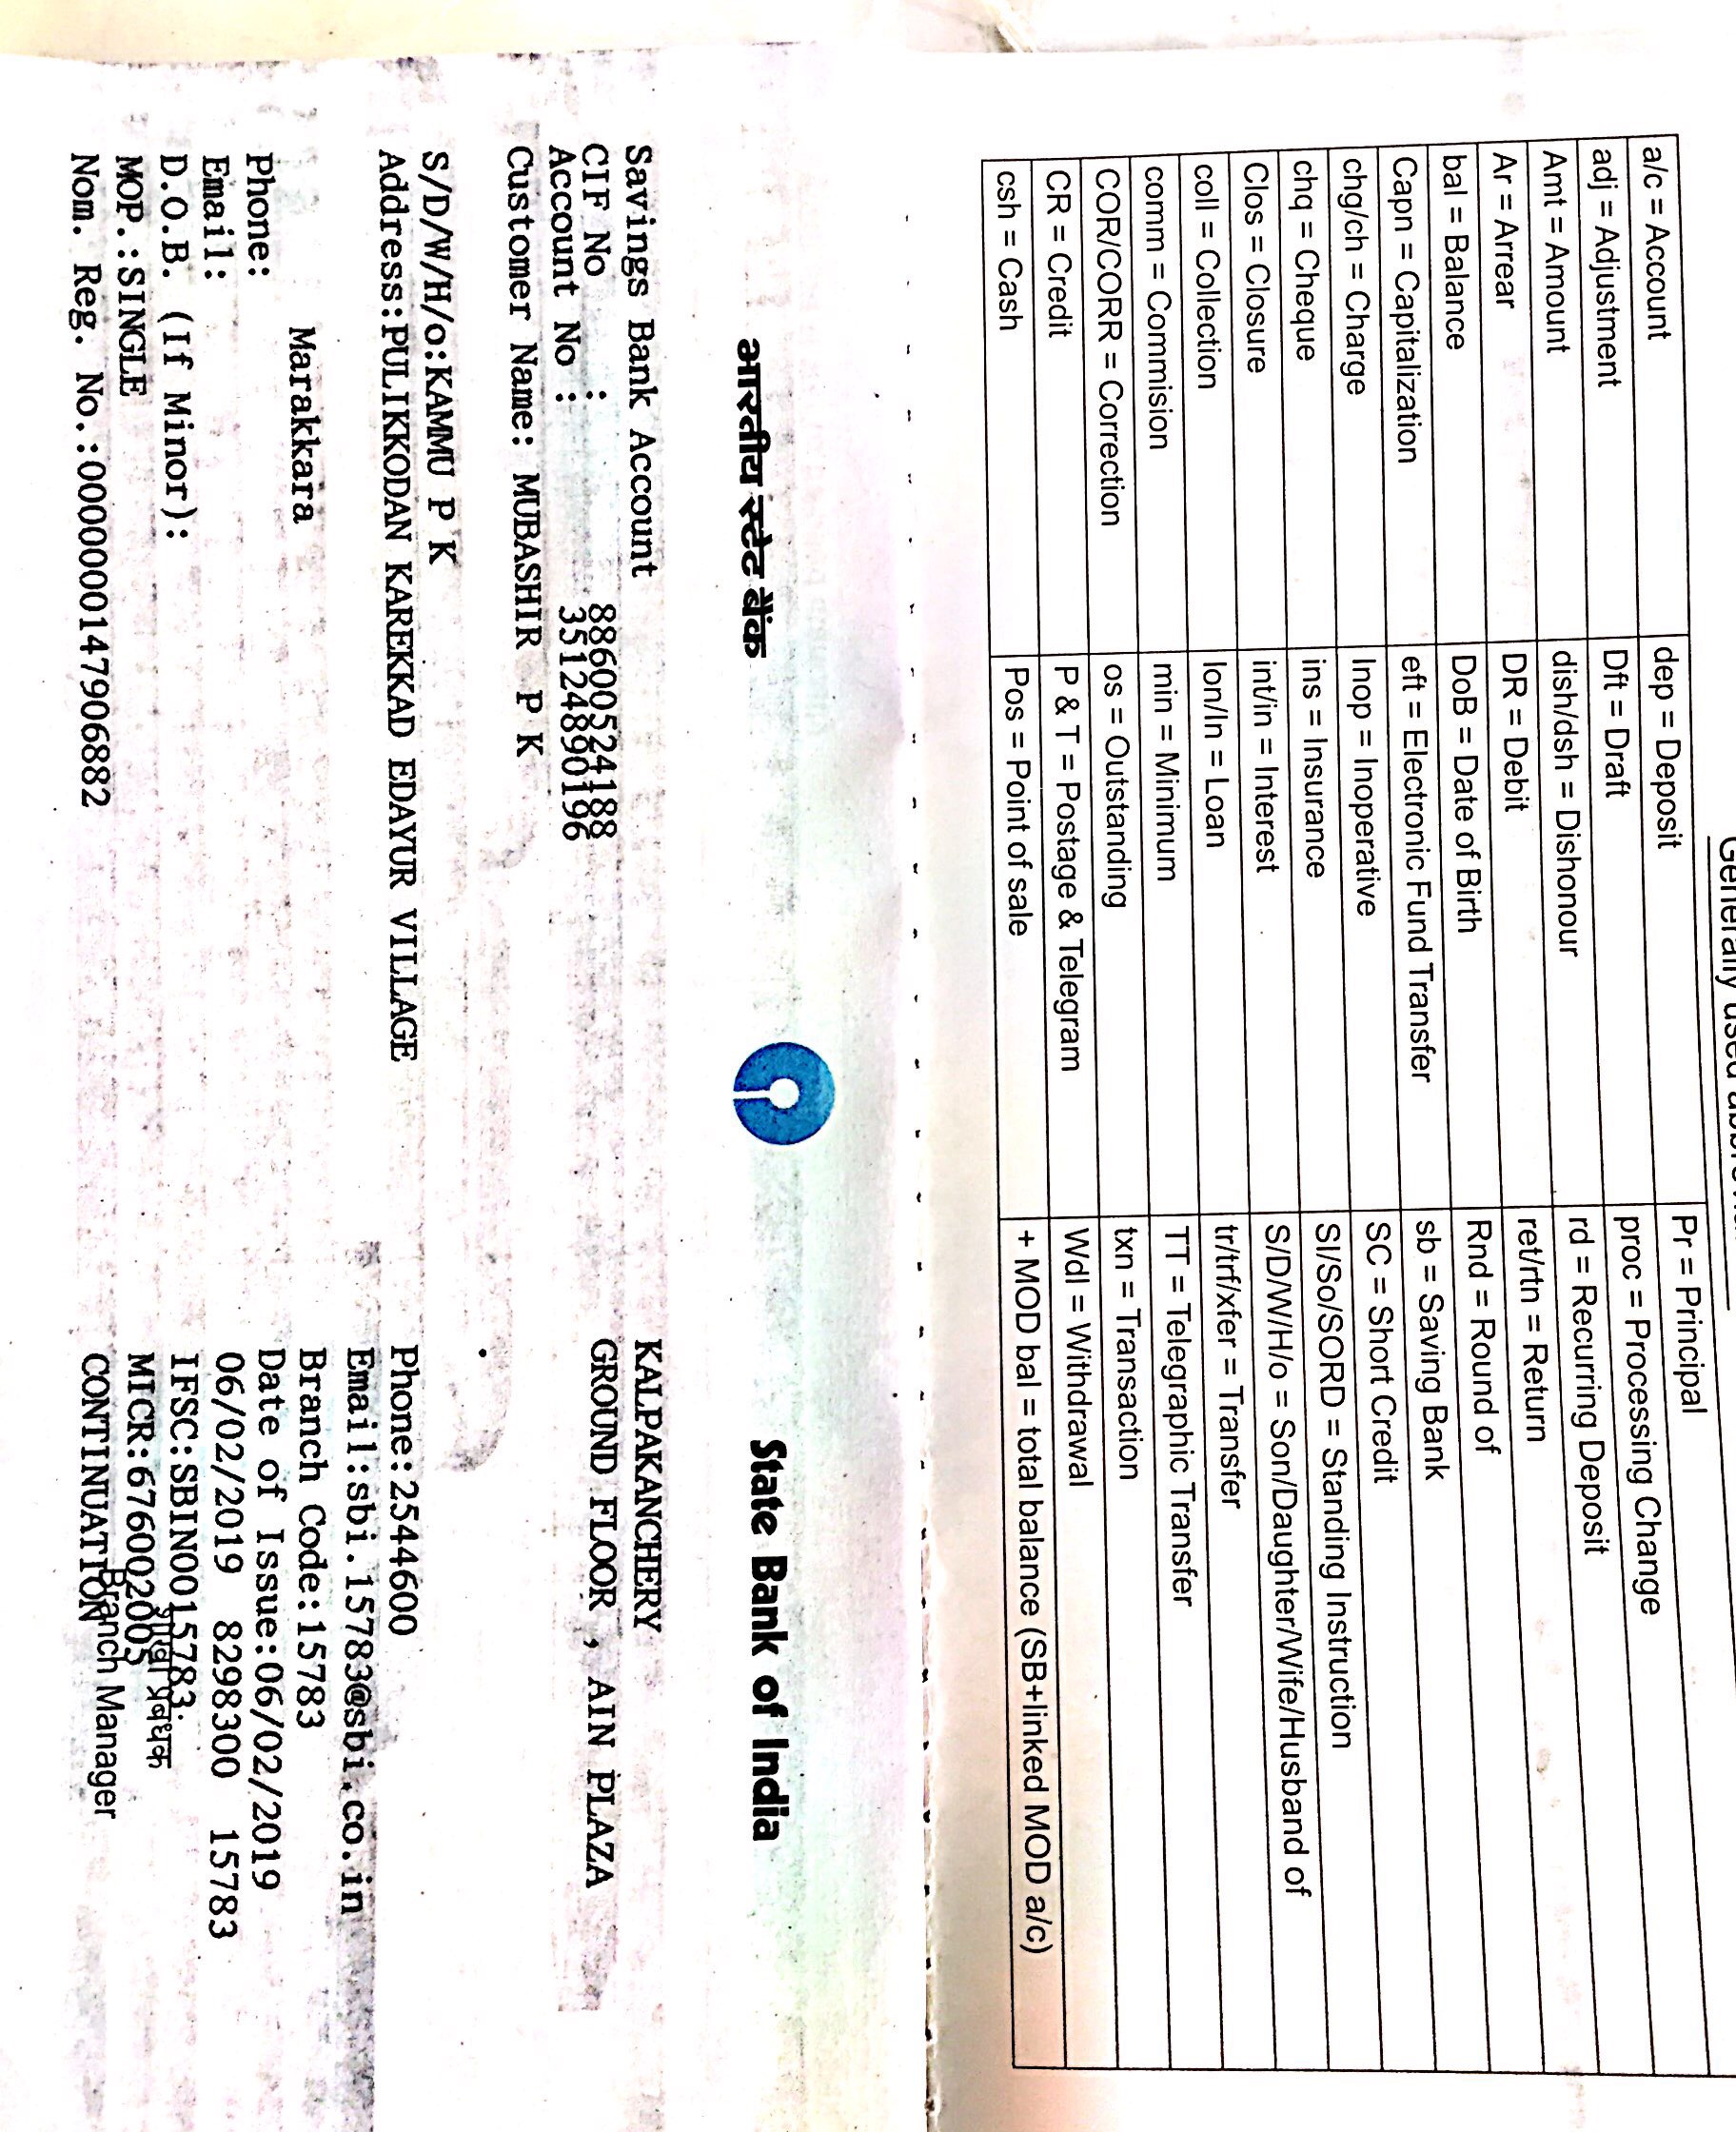 Generally used
a/c = Account	dep = Deposit	Pr = Principal
adj = Adjustment	Dft = Draft	proc = Processing Change
Amt = Amount	dish/dsh = Dishonour	rd = Recurring Deposit
Ar = Arrear	DR = Debit	ret/rtn = Return
bal = Balance	DoB = Date of Birth	Rnd = Round of
Capn = Capitalization	eft = Electronic Fund Transfer	sb = Saving Bank
chg/ch = Charge	Inop = Inoperative	SC = Short Credit
chq = Cheque	ins = Insurance	SI/So/SORD = Standing Instruction
Clos = Closure	int/in = Interest	S/D/W/H/o = Son/Daughter/Wife/Husband of
coll = Collection	lon/ln = Loan	tr/trf/xfer = Transfer
comm = Commision	min = Minimum	TT = Telegraphic Transfer
COR/CORR = Correction	os = Outstanding	txn = Transaction
CR = Credit	P & T = Postage & Telegram	Wdl = Withdrawal
csh = Cash	Pos = Point of sale	+ MOD bal = total balance (SB+linked MOD a/c)
भारतीय स्टेट बैंक	State Bank of India
Savings Bank Account
CIF No : 88600524188
Account No : 35124890196
Customer Name: MUBASHIR P K
S/D/W/H/o:KAMMU P K
Address:PULIKKODAN KAREKKAD EDAYUR VILLAGE
Marakkara
Phone:
Email:
D.O.B. (If Minor):
MOP.:SINGLE
Nom. Reg. No.:0000000147906882
KALPAKANCHERY
GROUND FLOOR , AIN PLAZA
Phone:2544600
Email:sbi.15783@sbi.co.in
Branch Code:15783
Date of Issue:06/02/2019
06/02/2019 8298300 15783
IFSC:SBIN0015783
MICR:676002005
शाखा प्रबंधक
CONTINUATION
Branch Manager